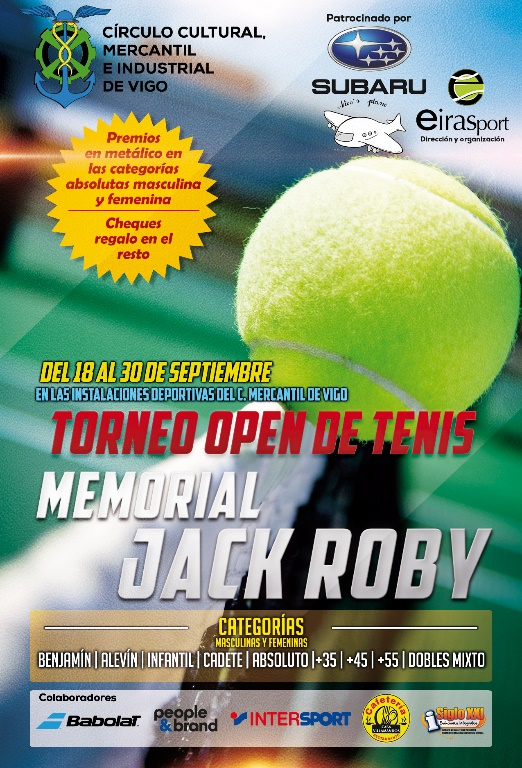 CÍRCULO CULTURAL,
MERCANTIL
E INDUSTRIAL
DE VIGO
Patrocinado por
SUBARU
eirasport
Dirección y organización
Premios
en metálico en
las categorías
absolutas masculina
y femenina
Cheques
regalo en el
resto
DEL 18 AL 30 DE SEPTIEMBRE
EN LAS INSTALACIONES DEPORTIVAS DEL C. MERCANTIL DE VIGO
TORNEO OPEN DE TENIS
MEMORIAL
JACK ROBY
CATEGORÍAS
MASCULINAS Y FEMENINAS
BENJAMÍN | ALEVÍN | INFANTIL | CADETE | ABSOLUTO |+35 | +45 | +55 | DOBLES MIXTO
Colaboradores
BabolaT
people
&brand
INTERSPORT
Cafetería
Siglo XXI